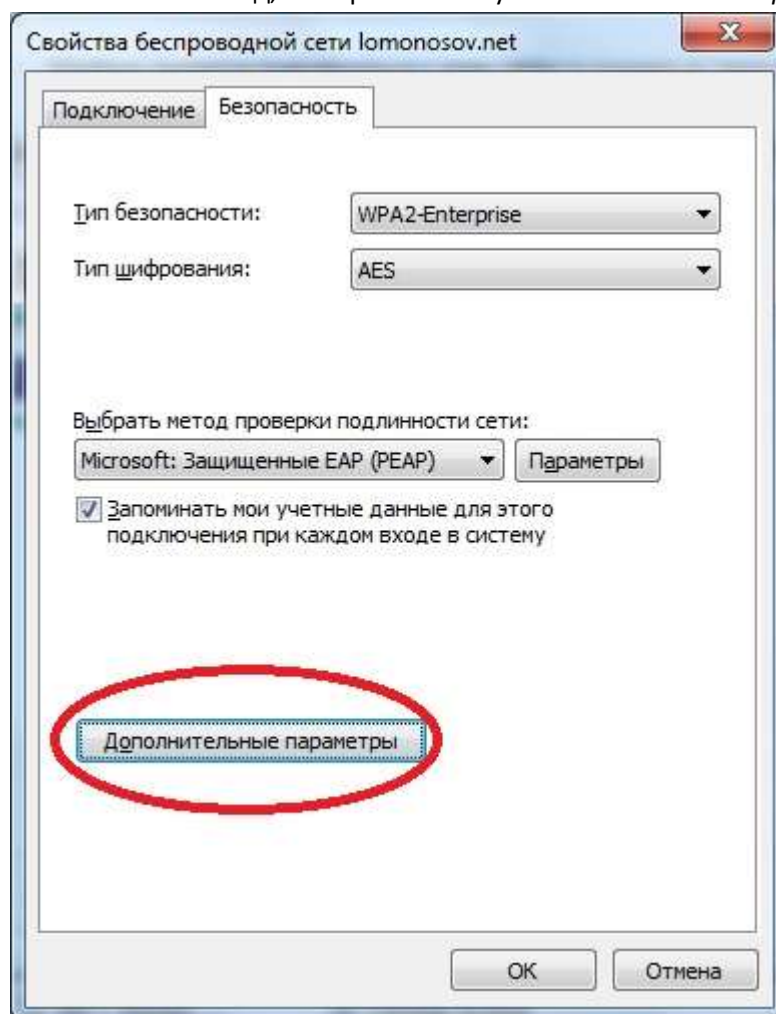 Свойства беспроводной сети lomonosov.net
Подключение Безопасность
Тип безопасности: WPA2-Enterprise
Тип шифрования: AES
Выбрать метод проверки подлинности сети:
Microsoft: Защищенные EAP (PEAP) Параметры
Запоминать мои учетные данные для этого
подключения при каждом входе в систему
Дополнительные параметры
OK Отмена